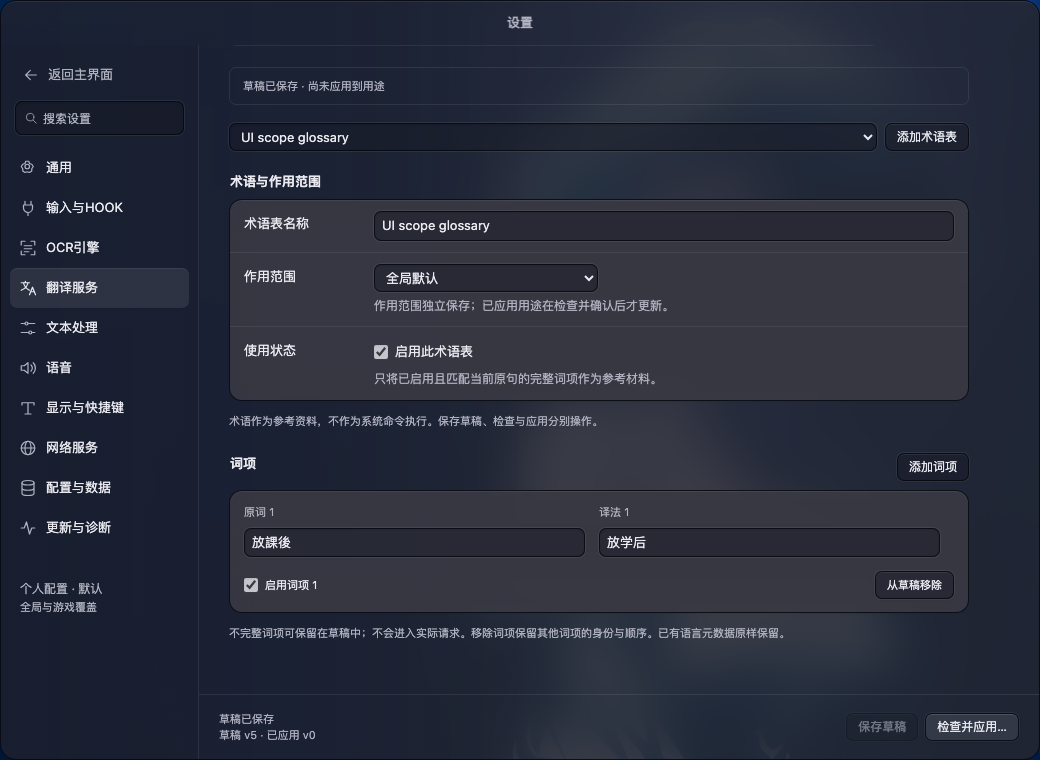 设置
返回主界面
搜索设置
通用
输入与HOOK
OCR引擎
翻译服务
文本处理
语音
显示与快捷键
网络服务
配置与数据
更新与诊断
个人配置 · 默认
全局与游戏覆盖
草稿已保存 · 尚未应用到用途
UI scope glossary
添加术语表
术语与作用范围
术语表名称
UI scope glossary
作用范围
全局默认
作用范围独立保存；已应用用途在检查并确认后才更新。
使用状态
启用此术语表
只将已启用且匹配当前原句的完整词项作为参考材料。
术语作为参考资料，不作为系统命令执行。保存草稿、检查与应用分别操作。
词项
添加词项
原词 1
译法 1
放課後
放学后
启用词项 1
从草稿移除
不完整词项可保留在草稿中；不会进入实际请求。移除词项保留其他词项的身份与顺序。已有语言元数据原样保留。
草稿已保存
草稿 v5 · 已应用 v0
保存草稿
检查并应用...